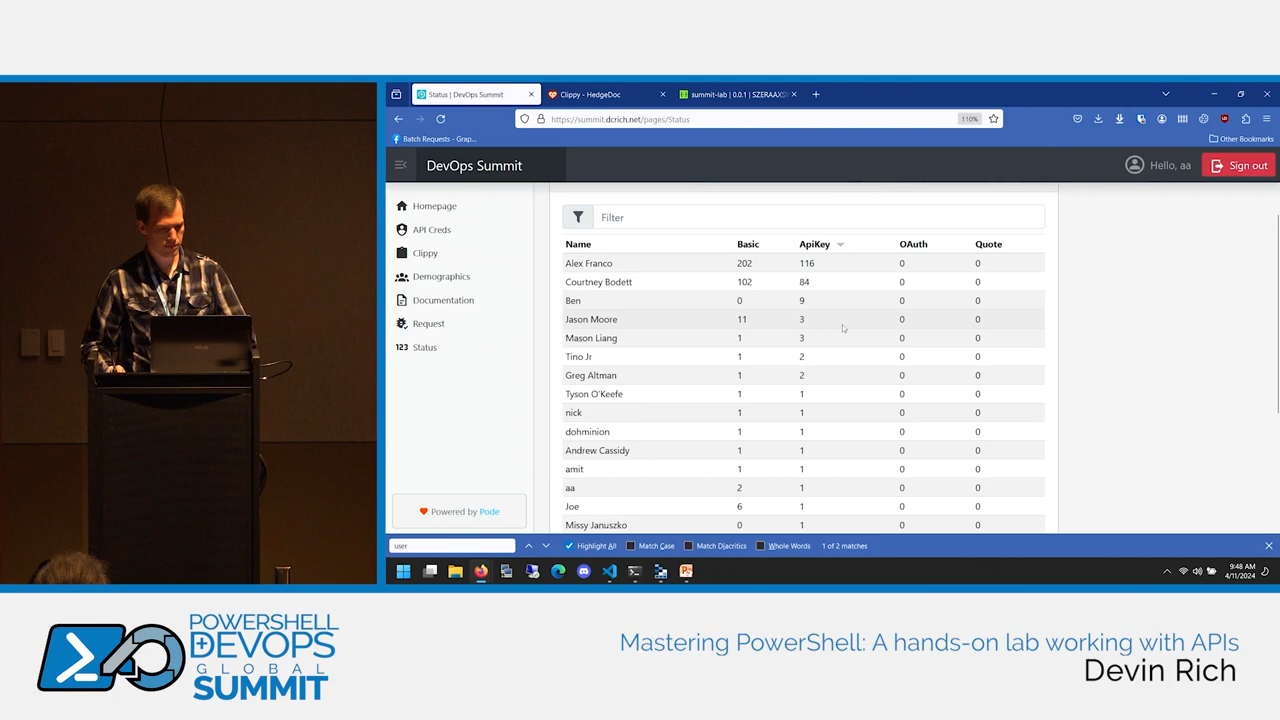 Status | DevOps Summit
Clippy - HedgeDoc
summit-lab | 0.0.1 | SZERAAXS
https://summit.dcrich.net/pages/Status
110%
Batch Requests - Grap...
Other Bookmarks
DevOps Summit
Hello, aa
Sign out
Homepage
API Creds
Clippy
Demographics
Documentation
Request
123 Status
Powered by Pode
Filter
Name Basic ApiKey OAuth Quote
Alex Franco 202 116 0 0
Courtney Bodett 102 84 0 0
Ben 0 9 0 0
Jason Moore 11 3 0 0
Mason Liang 1 3 0 0
Tino Jr 1 2 0 0
Greg Altman 1 2 0 0
Tyson O'Keefe 1 1 0 0
nick 1 1 0 0
dohminion 1 1 0 0
Andrew Cassidy 1 1 0 0
amit 1 1 0 0
aa 2 1 0 0
Joe 6 1 0 0
Missy Januszko 0 1 0 0
user
Highlight All
Match Case
Match Diacritics
Whole Words
1 of 2 matches
9:48 AM
4/11/2024
POWERSHELL
+DEVOPS
GLOBAL
SUMMIT
Mastering PowerShell: A hands-on lab working with APIs
Devin Rich